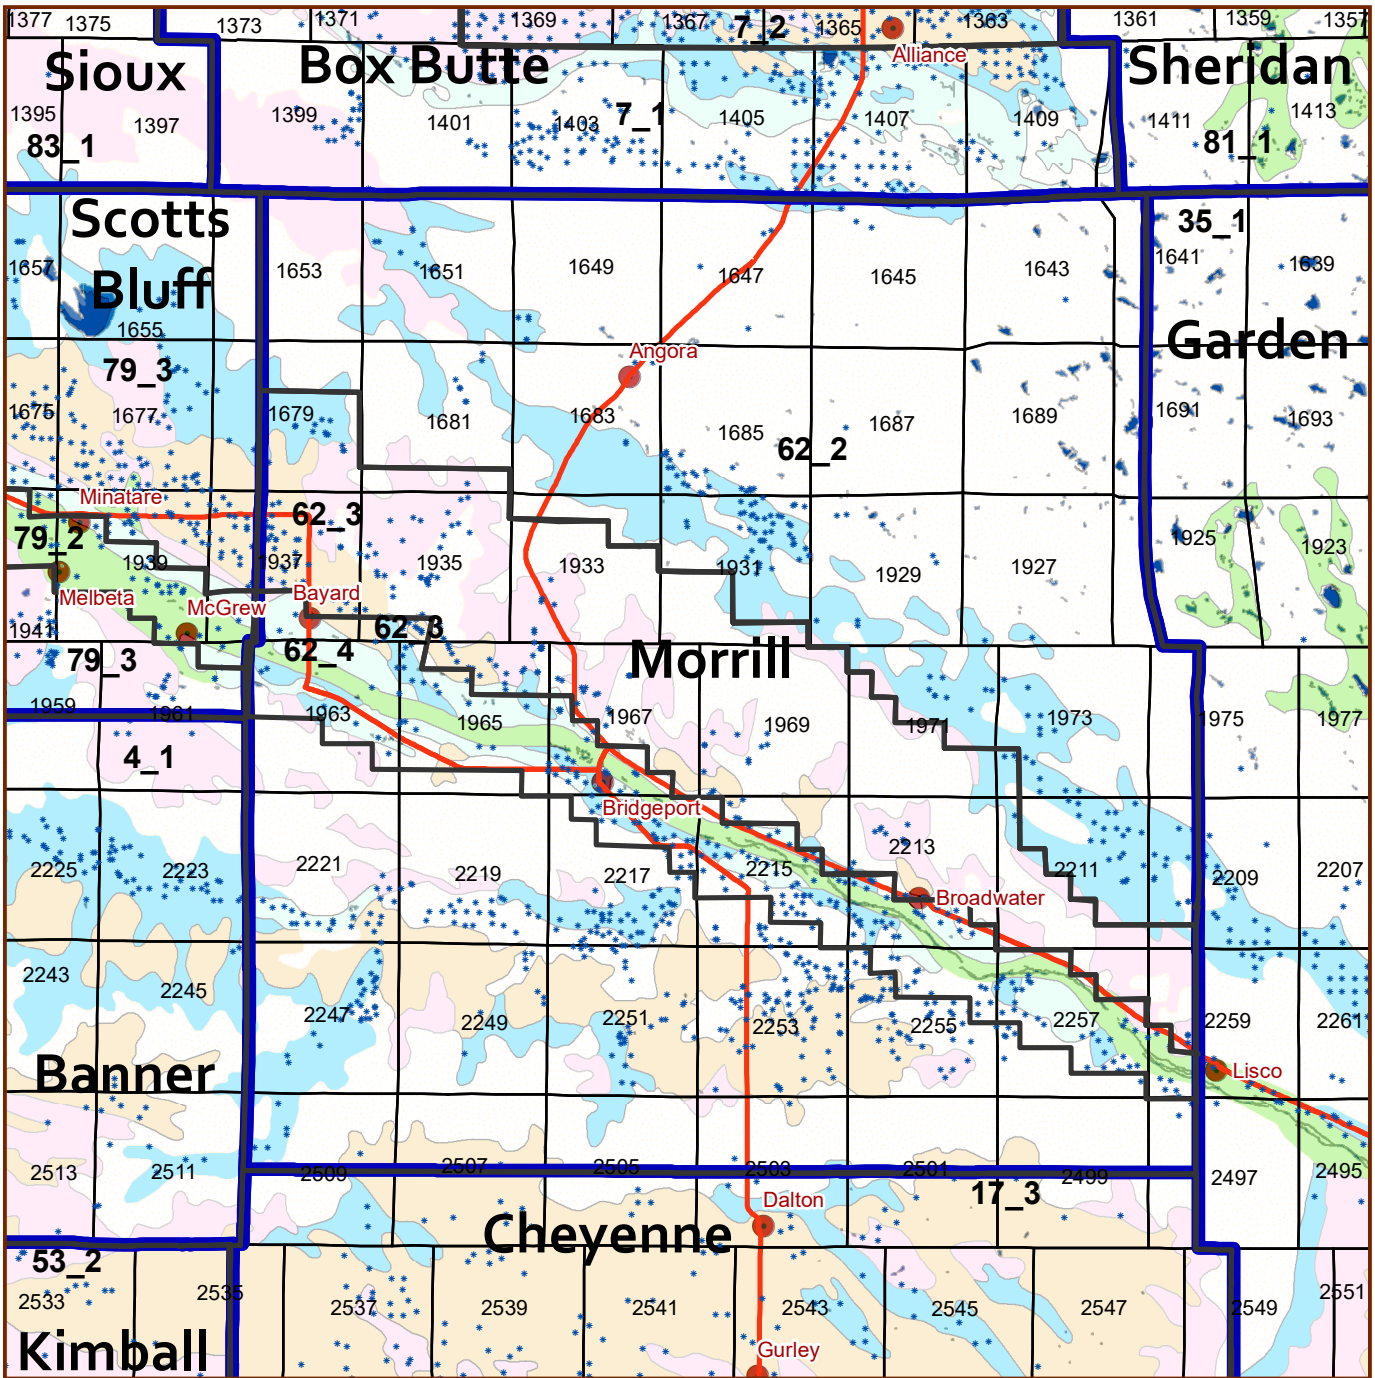 1377 1375 1373 1371 1369 1367 7_2 1365 1363 1361 1359 1357
Alliance
Sioux Box Butte Sheridan
1395 1397 1399 1401 1403 7_1 1405 1407 1409 1411 1413
83_1 81_1
Scotts
Bluff
35_1
1657 1653 1651 1649 1647 1645 1643 1641 1639
1655
Angora
Garden
79_3
1675 1677 1679 1681 1683 1685 1687 1689 1691 1693
62_2
Minatare
62_3
79_2
1939 1937 1935 1933 1931 1929 1927 1925 1923
Melbeta McGrew Bayard
1941 62_3
79_3 62_4 Morrill
1959 1961 1963 1965 1967 1969 1971 1973 1975 1977
4_1
Bridgeport
2225 2223 2221 2219 2217 2215 2213 2211 2209 2207
Broadwater
2243 2245 2247 2249 2251 2253 2255 2257 2259 2261
Banner
Lisco
2513 2511 2509 2507 2505 2503 2501 2499 2497 2495
17_3
Dalton
Cheyenne
53_2
2533 2535 2537 2539 2541 2543 2545 2547 2549 2551
Kimball
Gurley